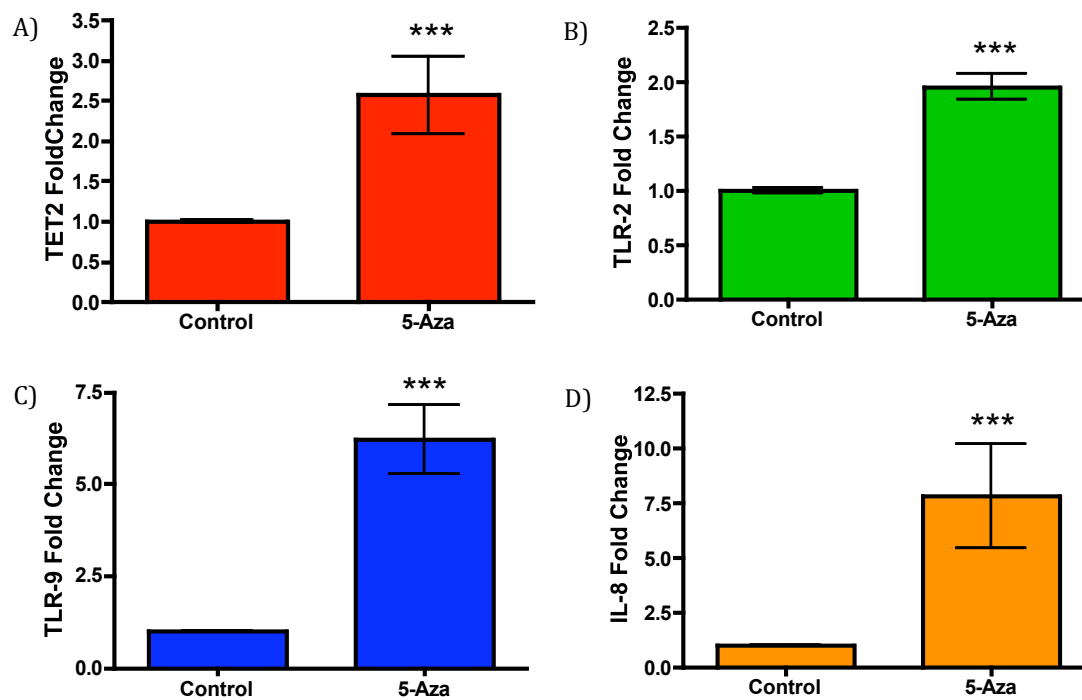 A)
TET2 FoldChange
3.5
3.0
2.5
2.0
1.5
1.0
0.5
0.0
***
Control
5-Aza
B)
TLR-2 Fold Change
2.5
2.0
1.5
1.0
0.5
0.0
***
Control
5-Aza
C)
TLR-9 Fold Change
7.5
5.0
2.5
0.0
***
Control
5-Aza
D)
IL-8 Fold Change
12.5
10.0
7.5
5.0
2.5
0.0
***
Control
5-Aza